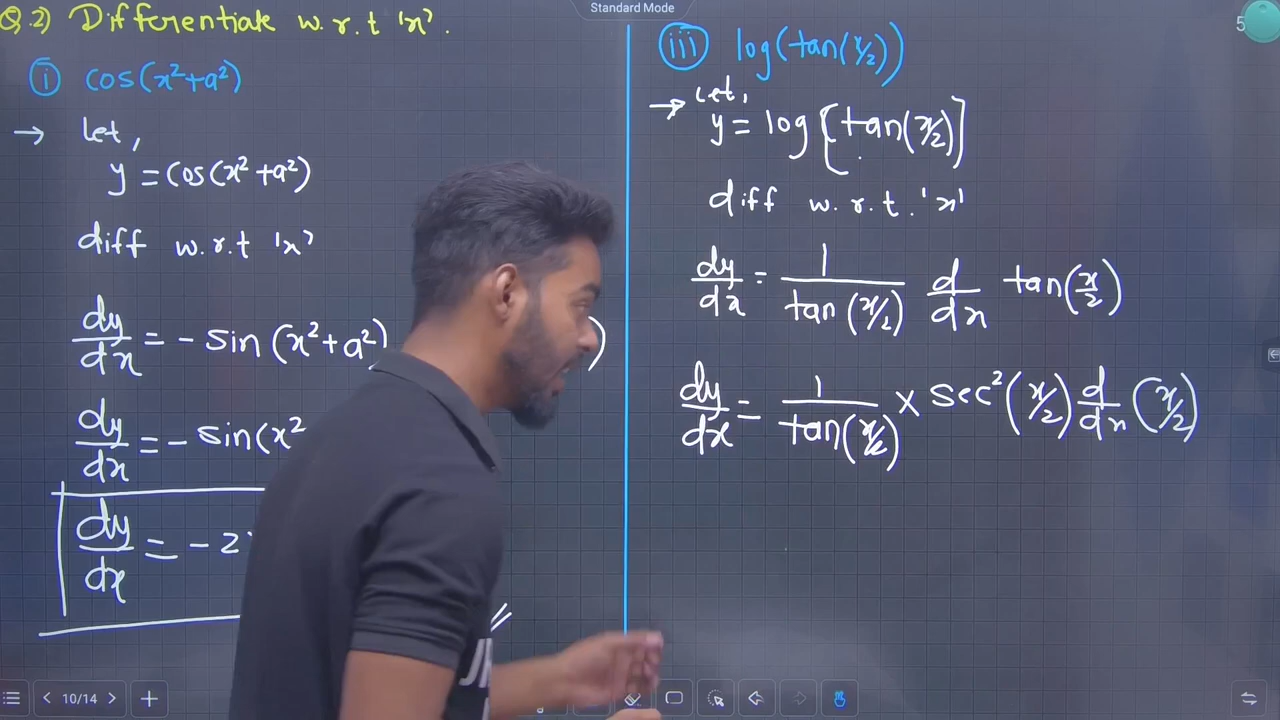 Standard Mode
Q.2) Differentiate w.r.t 'x'.
i cos(x²+a²)
→ let,
y = cos(x²+a²)
diff w.r.t 'x'
dy/dx = - sin (x²+a²) )
dy/dx = - sin(x²
dy/dx = - 2
iii log(tan(x/2))
→ Let,
y = log [tan(x/2)]
diff w.r.t. 'x'
dy/dx = 1/tan(x/2) d/dx tan(x/2)
dy/dx = 1/tan(x/2) × sec²(x/2) d/dx (x/2)
5
10/14